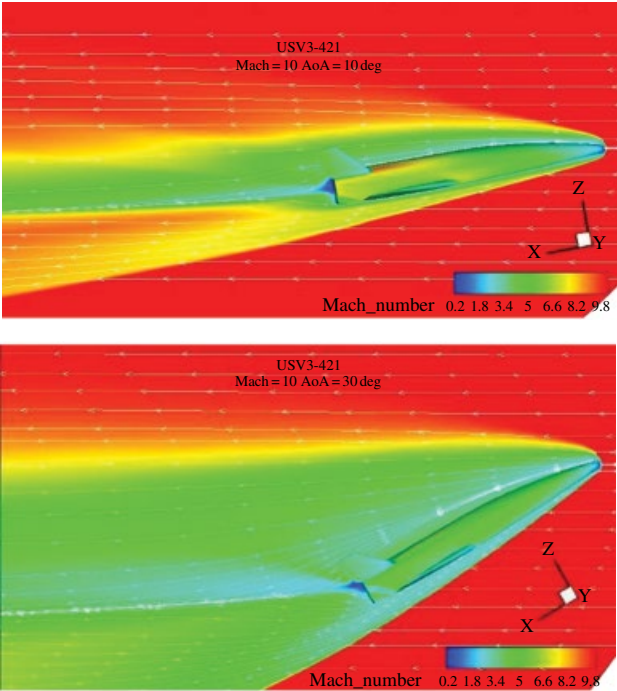 USV3-421
Mach = 10 AoA = 10 deg
Z
X Y
Mach_number 0.2 1.8 3.4 5 6.6 8.2 9.8
USV3-421
Mach = 10 AoA = 30 deg
Z
Y
X
Mach_number 0.2 1.8 3.4 5 6.6 8.2 9.8